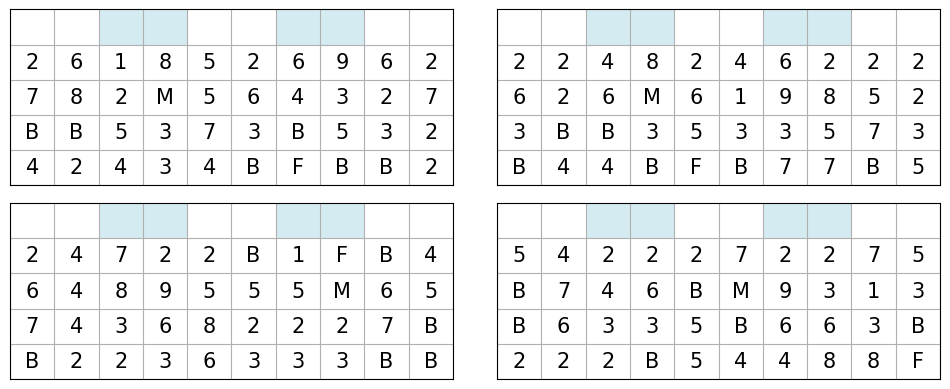 2 6 1 8 5 2 6 9 6 2
7 8 2 M 5 6 4 3 2 7
B B 5 3 7 3 B 5 3 2
4 2 4 3 4 B F B B 2
2 2 4 8 2 4 6 2 2 2
6 2 6 M 6 1 9 8 5 2
3 B B 3 5 3 3 5 7 3
B 4 4 B F B 7 7 B 5
2 4 7 2 2 B 1 F B 4
6 4 8 9 5 5 5 M 6 5
7 4 3 6 8 2 2 2 7 B
B 2 2 3 6 3 3 3 B B
5 4 2 2 2 7 2 2 7 5
B 7 4 6 B M 9 3 1 3
B 6 3 3 5 B 6 6 3 B
2 2 2 B 5 4 4 8 8 F